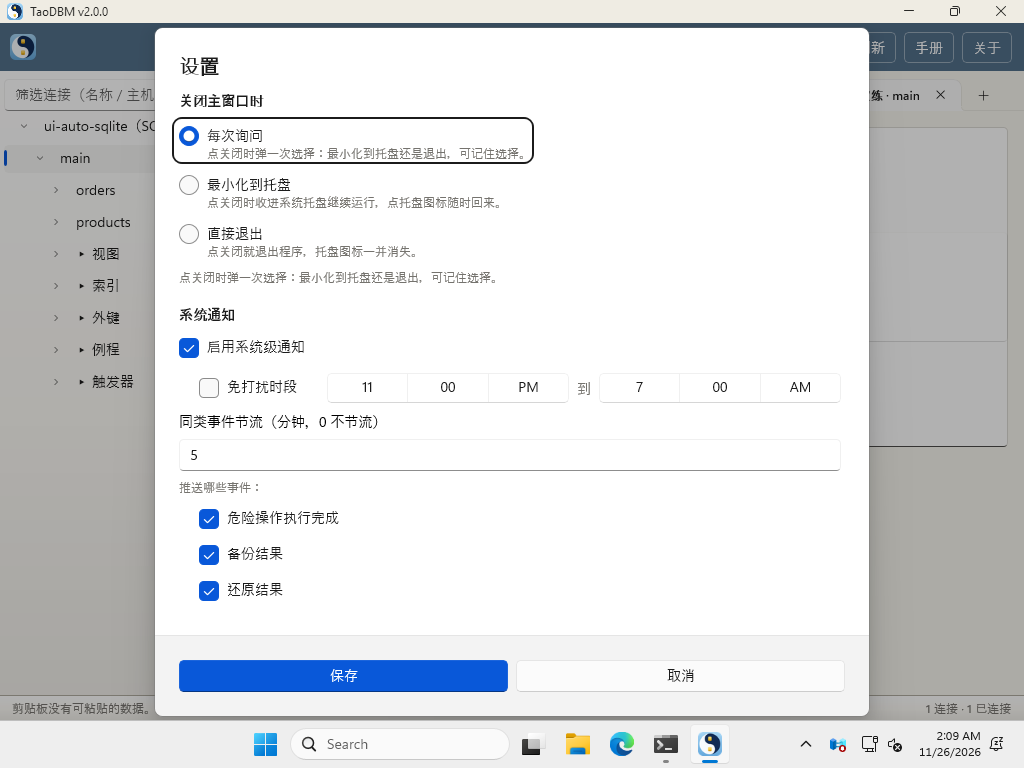 TaoDBM v2.0.0
新
手册
关于
筛选连接（名称 / 主机
练 · main
ui-auto-sqlite（SC
main
orders
products
视图
索引
外键
例程
触发器
设置
关闭主窗口时
每次询问
点关闭时弹一次选择：最小化到托盘还是退出，可记住选择。
最小化到托盘
点关闭时收进系统托盘继续运行，点托盘图标随时回来。
直接退出
点关闭就退出程序，托盘图标一并消失。
点关闭时弹一次选择：最小化到托盘还是退出，可记住选择。
系统通知
启用系统级通知
免打扰时段 11 00 PM 到 7 00 AM
同类事件节流（分钟，0 不节流）
5
推送哪些事件：
危险操作执行完成
备份结果
还原结果
保存 取消
剪贴板没有可粘贴的数据。
1 连接 · 1 已连接
Search
2:09 AM
11/26/2026